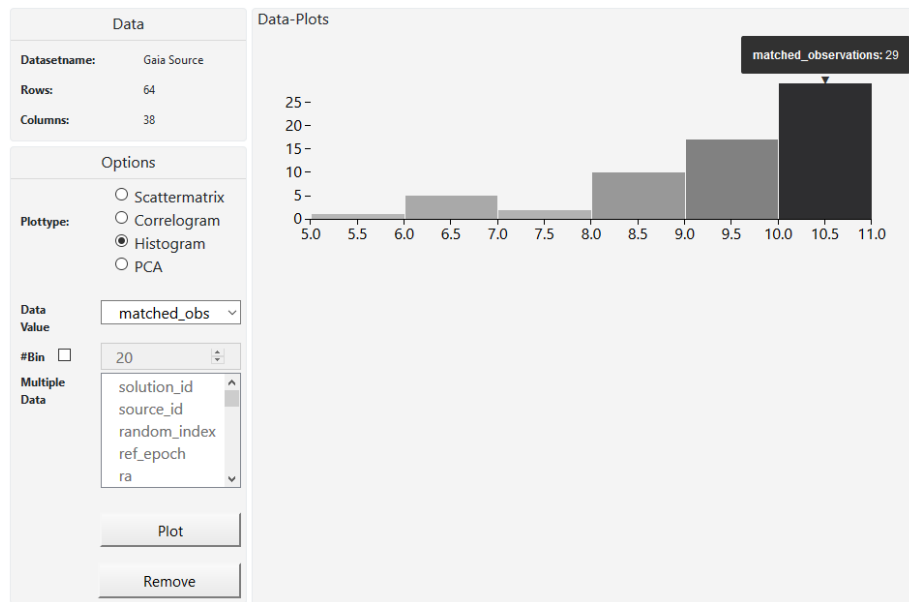 Data
Datasetname: Gaia Source
Rows: 64
Columns: 38
Options
Plottype:
Scattermatrix
Correlogram
Histogram
PCA
Data
Value
matched_obs
#Bin 20
Multiple
Data
solution_id
source_id
random_index
ref_epoch
ra
Plot
Remove
Data-Plots
matched_observations: 29
25
20
15
10
5
0
5.0 5.5 6.0 6.5 7.0 7.5 8.0 8.5 9.0 9.5 10.0 10.5 11.0